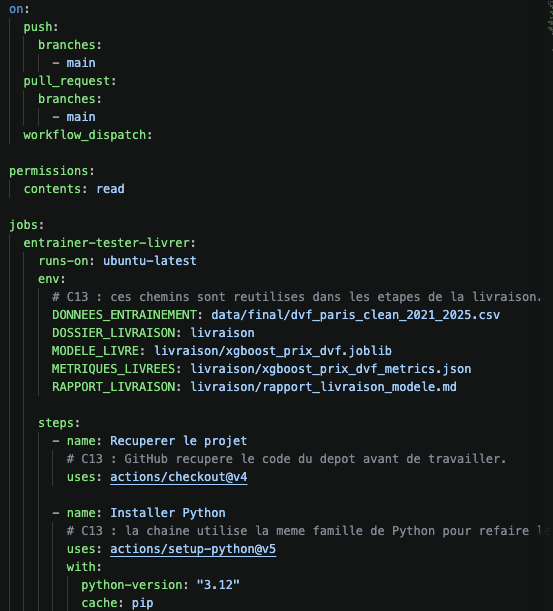 on:
push:
branches:
- main
pull_request:
branches:
- main
workflow_dispatch:
permissions:
contents: read
jobs:
entrainer-tester-livrer:
runs-on: ubuntu-latest
env:
# C13 : ces chemins sont reutilises dans les etapes de la livraison.
DONNEES_ENTRAINEMENT: data/final/dvf_paris_clean_2021_2025.csv
DOSSIER_LIVRAISON: livraison
MODELE_LIVRE: livraison/xgboost_prix_dvf.joblib
METRIQUES_LIVREES: livraison/xgboost_prix_dvf_metrics.json
RAPPORT_LIVRAISON: livraison/rapport_livraison_modele.md
steps:
- name: Recuperer le projet
# C13 : GitHub recupere le code du depot avant de travailler.
uses: actions/checkout@v4
- name: Installer Python
# C13 : la chaine utilise la meme famille de Python pour refaire le
uses: actions/setup-python@v5
with:
python-version: "3.12"
cache: pip